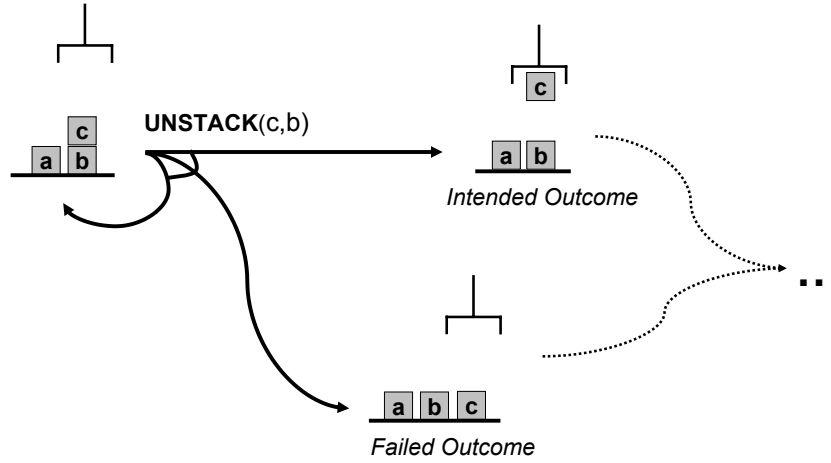 c
UNSTACK(c,b)
c
a b
a b
Intended Outcome
..
a b c
Failed Outcome